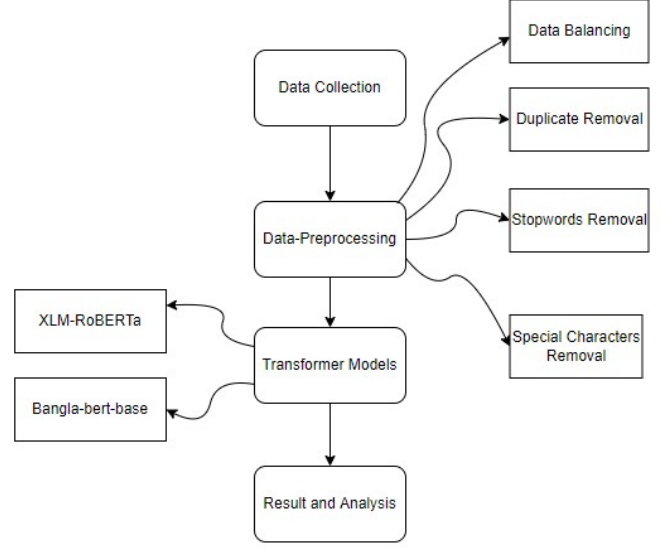 Data Balancing
Data Collection
Duplicate Removal
Stopwords Removal
Data-Preprocessing
XLM-RoBERTa
Special Characters
Removal
Transformer Models
Bangla-bert-base
Result and Analysis